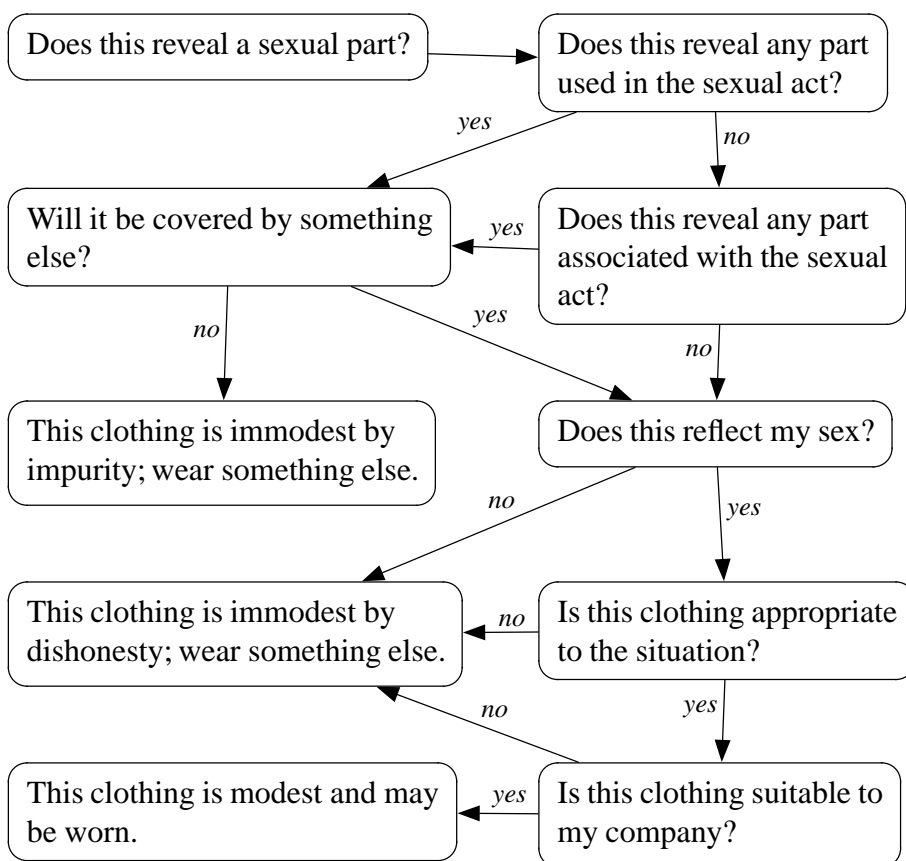 Does this reveal a sexual part?
Does this reveal any part
used in the sexual act?
yes
no
Will it be covered by something
else?
yes
Does this reveal any part
associated with the sexual
act?
no
yes
no
This clothing is immodest by
impurity; wear something else.
Does this reflect my sex?
no
yes
This clothing is immodest by
dishonesty; wear something else.
no
Is this clothing appropriate
to the situation?
no
yes
This clothing is modest and may
be worn.
yes
Is this clothing suitable to
my company?